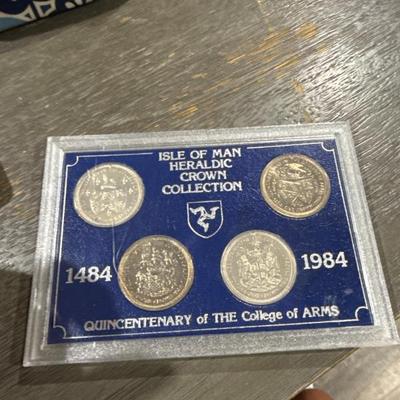 ISLE OF MAN
HERALDIC
CROWN
COLLECTION
1484
1984
QUINCENTENARY of THE College of ARMS